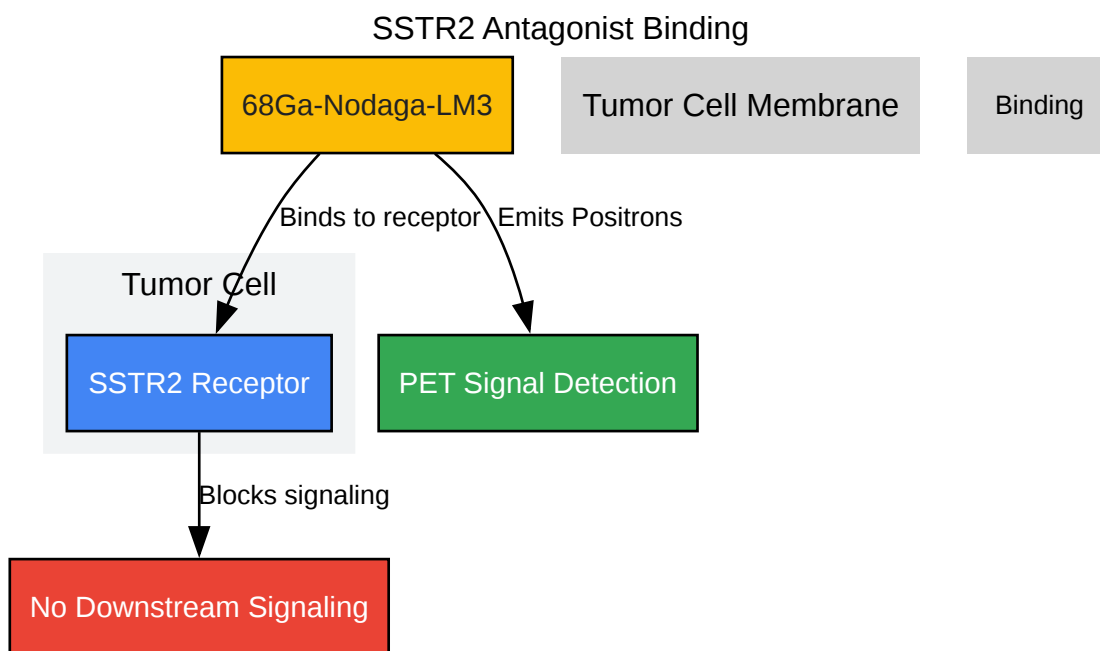 SSTR2 Antagonist Binding
68Ga-Nodaga-LM3
Tumor Cell Membrane
Binding
Binds to receptor
Emits Positrons
Tumor Cell
SSTR2 Receptor
PET Signal Detection
Blocks signaling
No Downstream Signaling